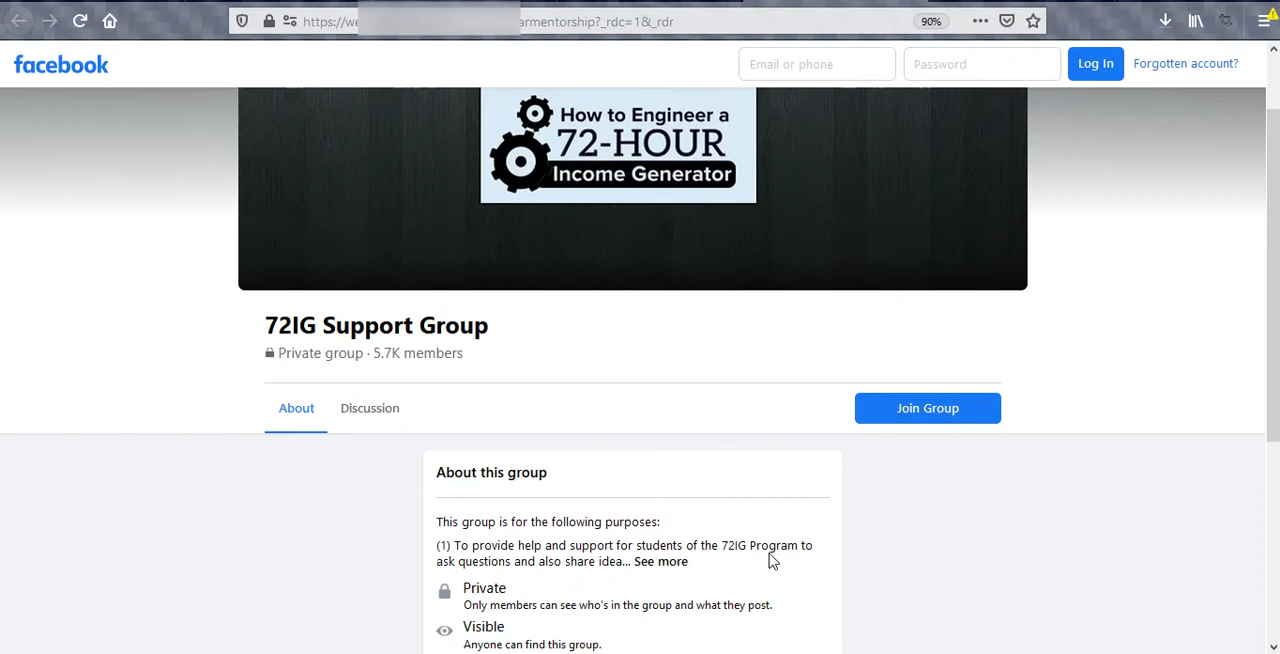 https://we armentorship?_rdc=1&_rdr
90%
facebook
Email or phone
Password
Log In
Forgotten account?
How to Engineer a
72-HOUR
Income Generator
72IG Support Group
Private group · 5.7K members
About
Discussion
Join Group
About this group
This group is for the following purposes:
(1) To provide help and support for students of the 72IG Program to
ask questions and also share idea... See more
Private
Only members can see who's in the group and what they post.
Visible
Anyone can find this group.